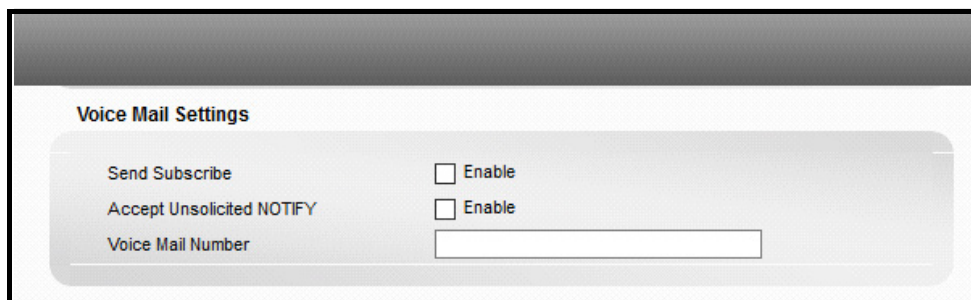 Voice Mail Settings
Send Subscribe Enable
Accept Unsolicited NOTIFY Enable
Voice Mail Number